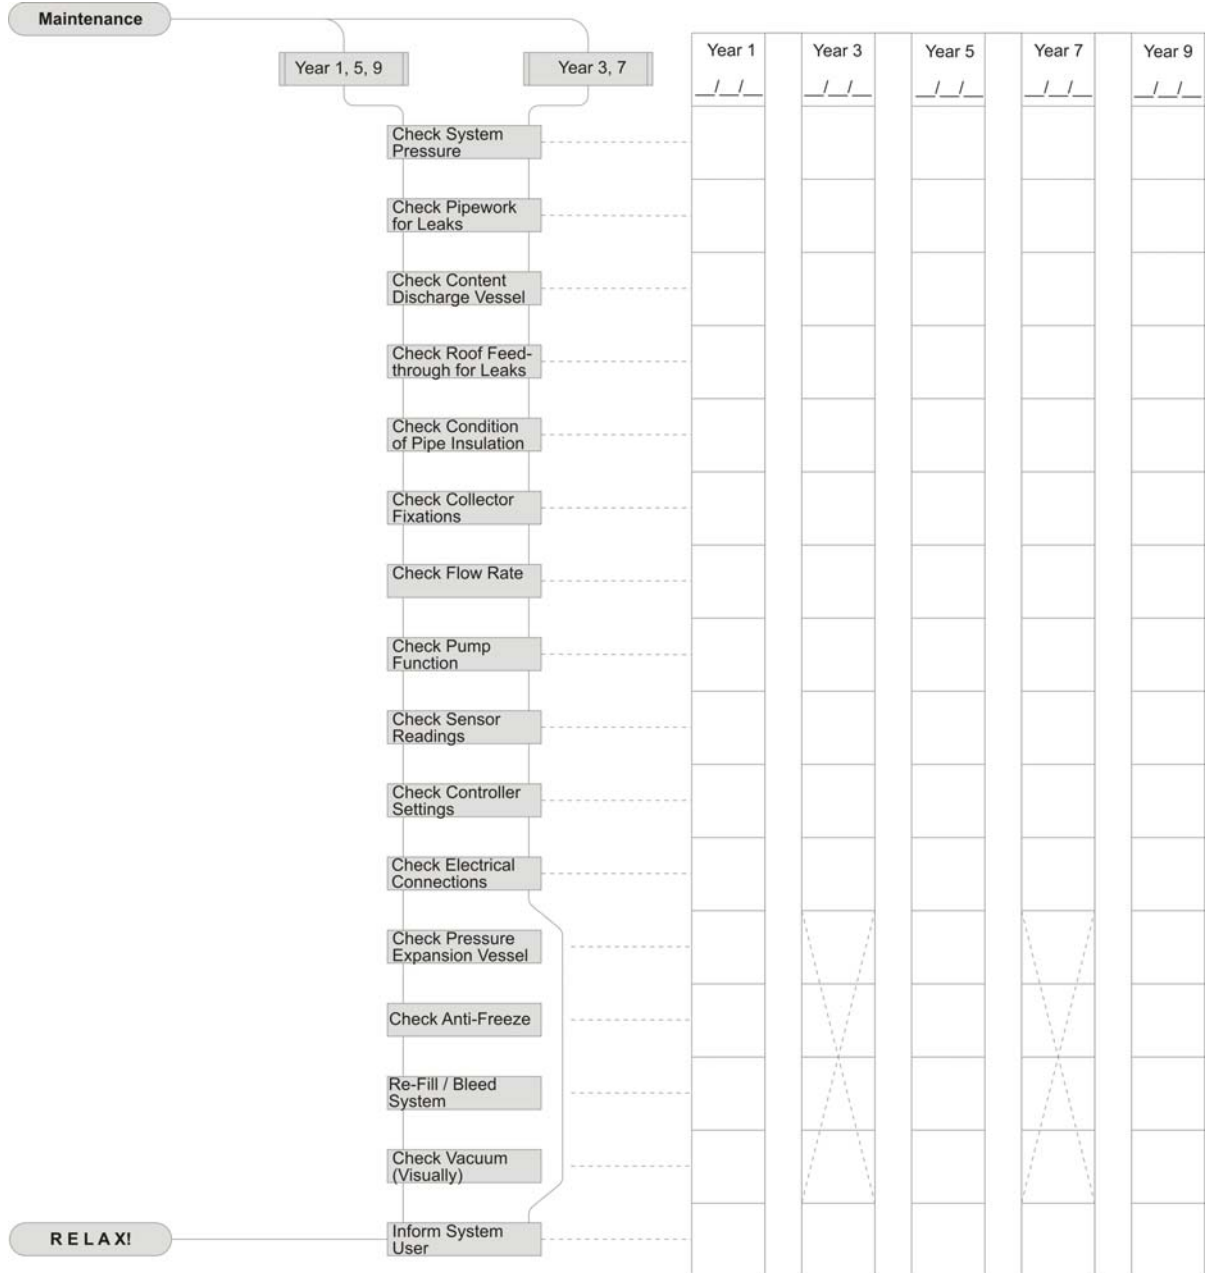 Maintenance
Year 1, 5, 9
Year 3, 7
Year 1
Year 3
Year 5
Year 7
Year 9
__/__/__
__/__/__
__/__/__
__/__/__
__/__/__
Check System
Pressure
Check Pipework
for Leaks
Check Content
Discharge Vessel
Check Roof Feed-
through for Leaks
Check Condition
of Pipe Insulation
Check Collector
Fixations
Check Flow Rate
Check Pump
Function
Check Sensor
Readings
Check Controller
Settings
Check Electrical
Connections
Check Pressure
Expansion Vessel
Check Anti-Freeze
Re-Fill / Bleed
System
Check Vacuum
(Visually)
Inform System
User
R E L A X!